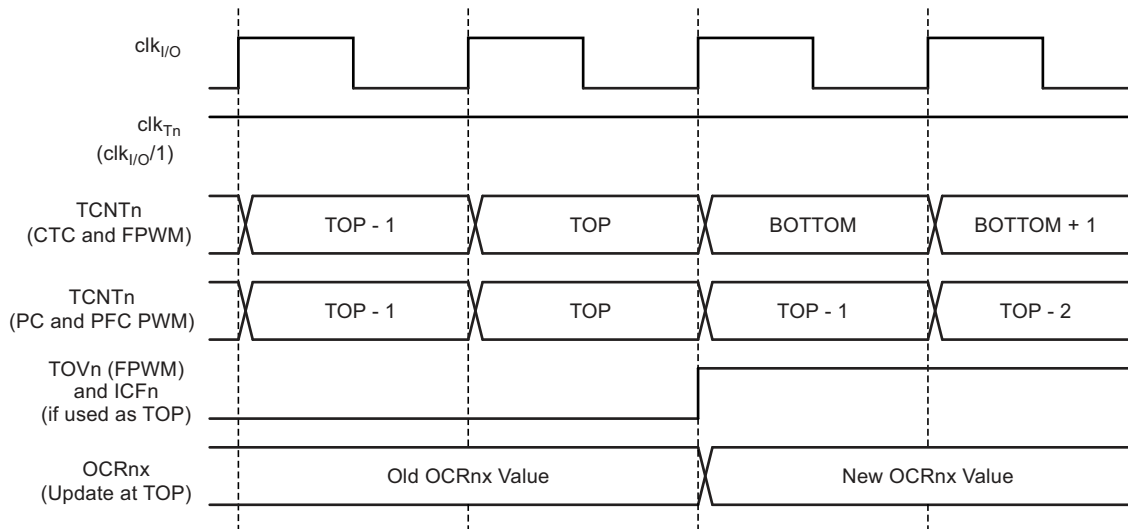 clkI/O
clkTn
(clkI/O/1)
TCNTn
(CTC and FPWM)
TOP - 1
TOP
BOTTOM
BOTTOM + 1
TCNTn
(PC and PFC PWM)
TOP - 1
TOP
TOP - 1
TOP - 2
TOVn (FPWM)
and ICFn
(if used as TOP)
OCRnx
(Update at TOP)
Old OCRnx Value
New OCRnx Value